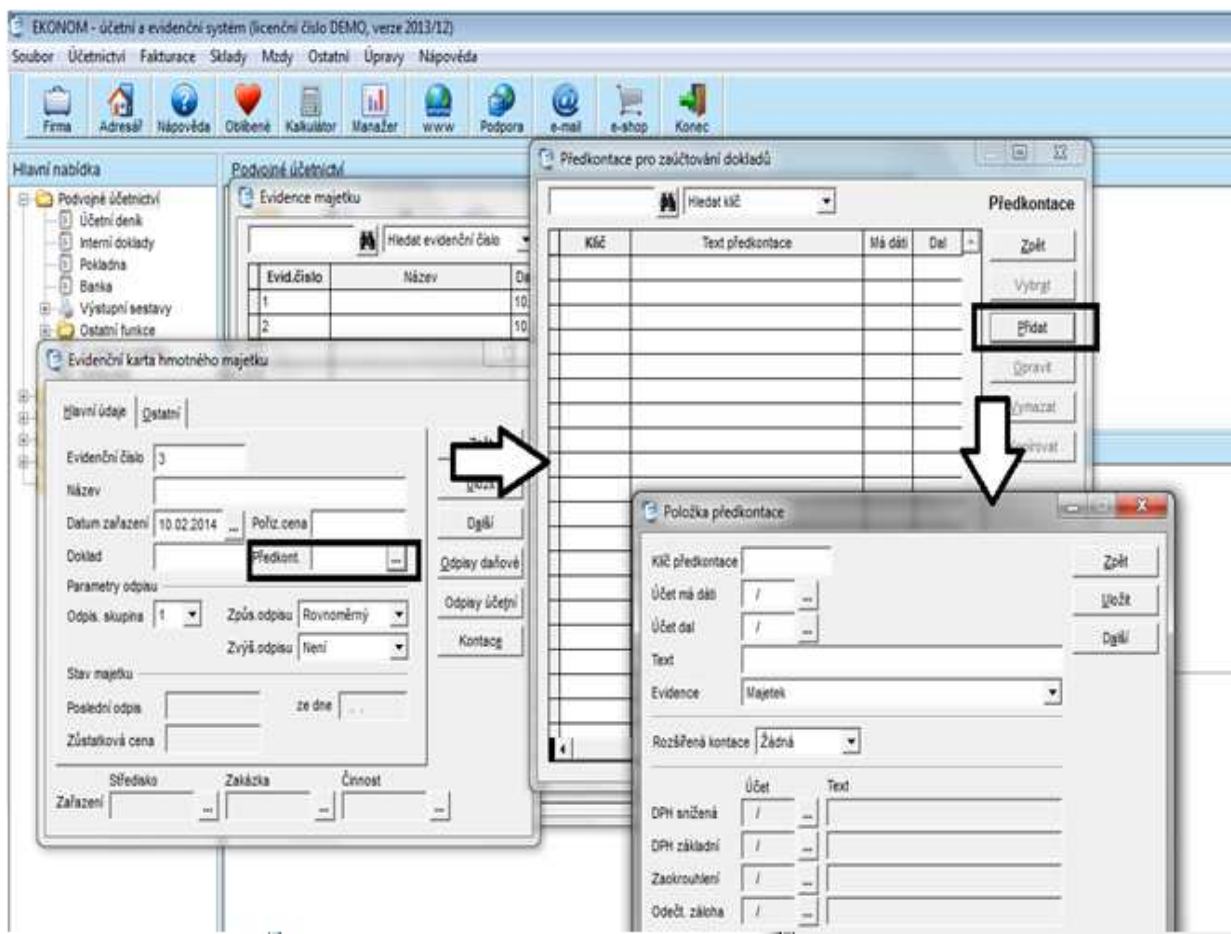 EKONOM - účetní a evidenční systém (licenční číslo DEMO, verze 2013/12)
Soubor Účetnictví Fakturace Sklady Mzdy Ostatní Úpravy Nápověda
Firma Adresář Nápověda Oblíbené Kalkulátor Manažer www Podpora e-mail e-shop Konec
Hlavní nabídka
Podvojné účetnictví
Účetní deník
Interní doklady
Pokladna
Banka
Výstupní sestavy
Ostatní funkce
Podvojné účetnictví
Evidence majetku
Hledat evidenční číslo
Evid.číslo Název Da
1 10
2 10
Předkontace pro zaúčtování dokladů
Hledat klíč
Předkontace
Klíč Text předkontace Má dáti Dal
Zpět
Vybrat
Přidat
Opravit
Vymazat
Evidenční karta hmotného majetku
Hlavní údaje Ostatní
Evidenční číslo 3
Název
Datum zařazení 10.02.2014 ... Poříz.cena
Doklad Předkont. ...
Parametry odpisu
Odpis. skupina 1 Způs.odpisu Rovnoměrný
Zvýš.odpisu Není
Stav majetku
Poslední odpis ze dne . .
Zůstatková cena
Středisko Zakázka Činnost
Zařazení ... ... ...
Další
Odpisy daňové
Odpisy účetní
Kontace
Položka předkontace
Klíč předkontace
Účet má dáti / ...
Účet dal / ...
Text
Evidence Majetek
Rozšířená kontace Žádná
Účet Text
DPH snížená / ...
DPH základní / ...
Zaokrouhlení / ...
Odečt. záloha / ...
Zpět
Uložit
Další